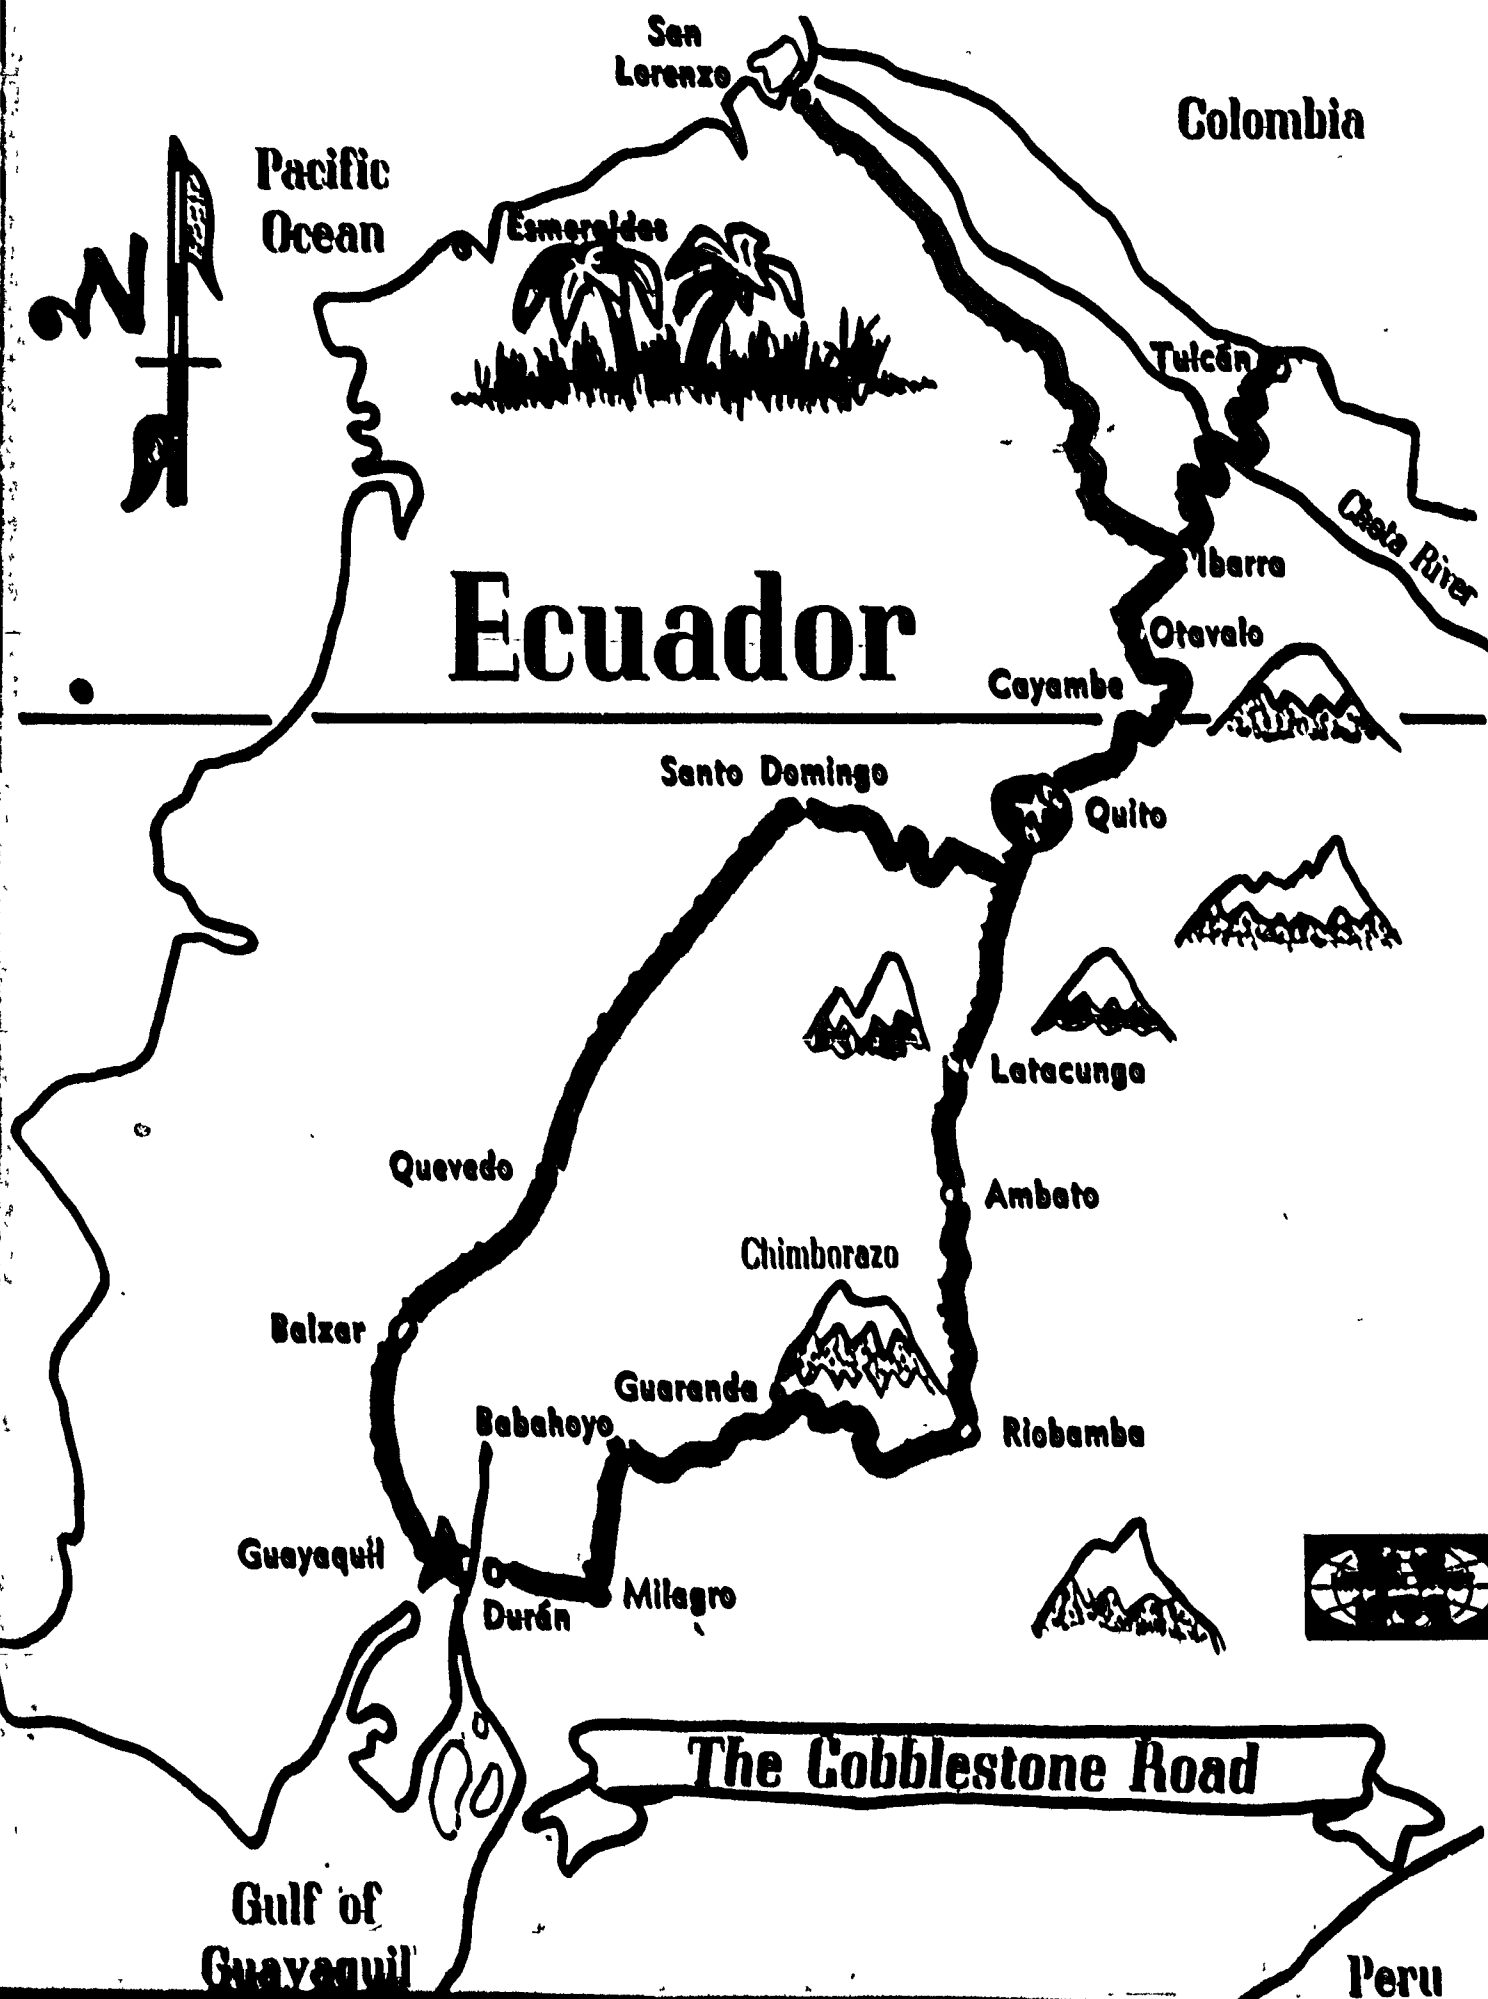 San
Lorenzo
Colombia
Pacific
Ocean
Esmeraldas
N
Tulcán
Chota River
Ibarra
Ecuador
Otavalo
Cayambe
Santo Domingo
Quito
Latacunga
Quevedo
Ambato
Chimborazo
Balzar
Guaranda
Babahoyo
Riobamba
Guayaquil
Milagro
Durán
The Cobblestone Road
Gulf of
Guayaquil
Peru